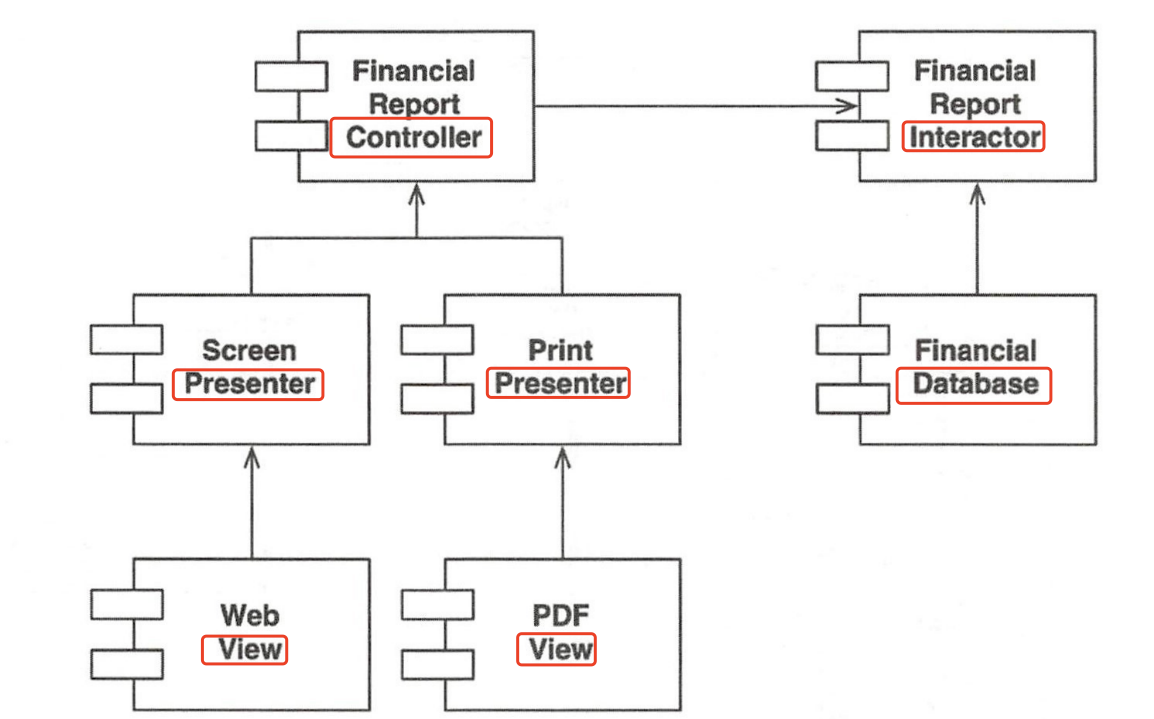 Financial
Report
Controller
Financial
Report
Interactor
Screen
Presenter
Print
Presenter
Financial
Database
Web
View
PDF
View